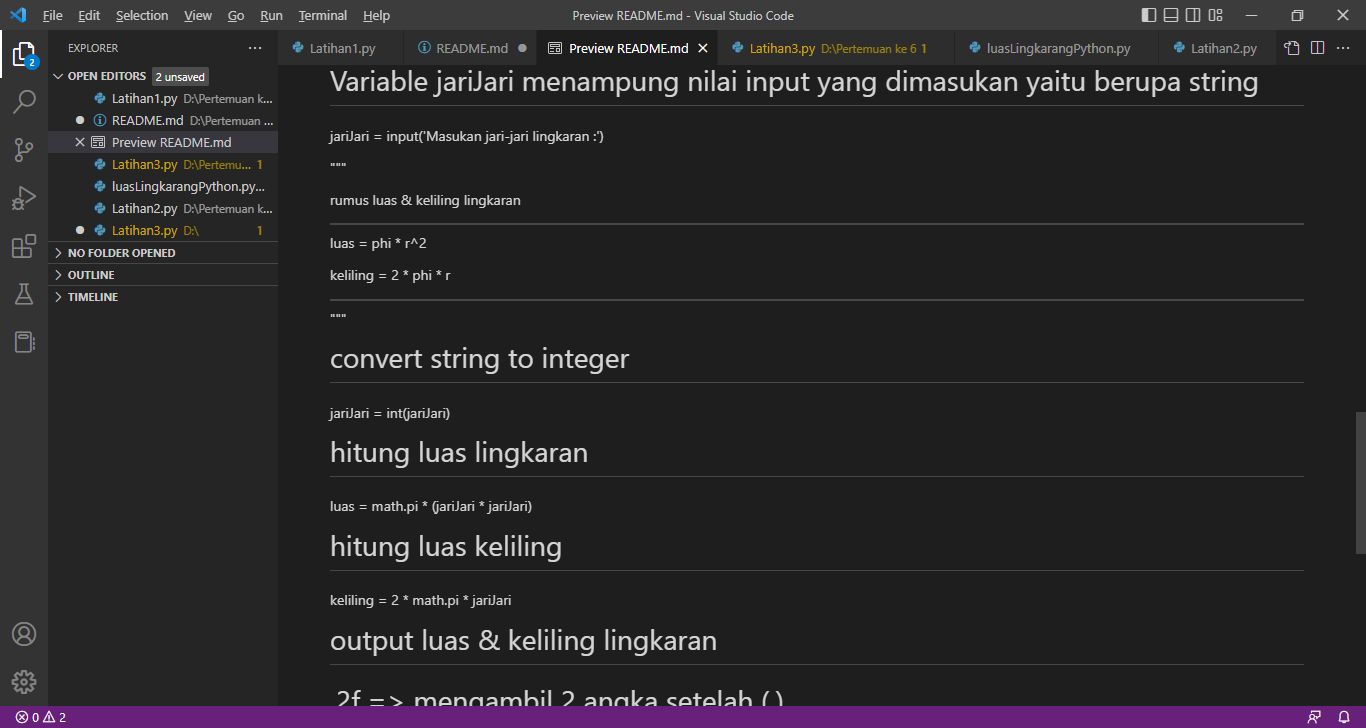 File Edit Selection View Go Run Terminal Help Preview README.md - Visual Studio Code
EXPLORER
Latihan1.py README.md Preview README.md Latihan3.py D:\Pertemuan ke 6 1 luasLingkarangPython.py Latihan2.py
2
OPEN EDITORS 2 unsaved
Latihan1.py D:\Pertemuan k...
README.md D:\Pertemuan ...
Preview README.md
Latihan3.py D:\Pertemu... 1
luasLingkarangPython.py...
Latihan2.py D:\Pertemuan k...
Latihan3.py D:\ 1
NO FOLDER OPENED
OUTLINE
TIMELINE
Variable jariJari menampung nilai input yang dimasukan yaitu berupa string
jariJari = input('Masukan jari-jari lingkaran :')
"""
rumus luas & keliling lingkaran
luas = phi * r^2
keliling = 2 * phi * r
"""
convert string to integer
jariJari = int(jariJari)
hitung luas lingkaran
luas = math.pi * (jariJari * jariJari)
hitung luas keliling
keliling = 2 * math.pi * jariJari
output luas & keliling lingkaran
.2f => mengambil 2 angka setelah (.)
0 2